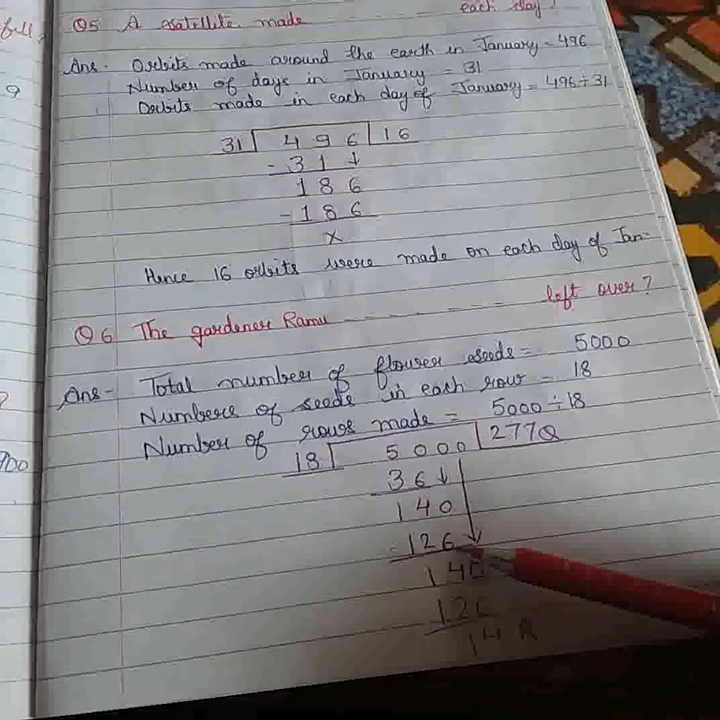 each day?
Q5 A satellite made
Ans- Orbits made around the earth in January = 496
Number of days in January = 31
Orbits made in each day of January = 496÷31
31 496 16
- 31 ↓
186
- 186
x
Hence 16 orbits were made on each day of Jan-
Q6 The gardener Ramu - - - - - - - left over?
Ans- Total number of flower seeds = 5000
Number of seeds in each row = 18
Number of rows made = 5000÷18
18 5000 277Q
36 ↓
140
- 126 ↓
140
126
14 R
9
900